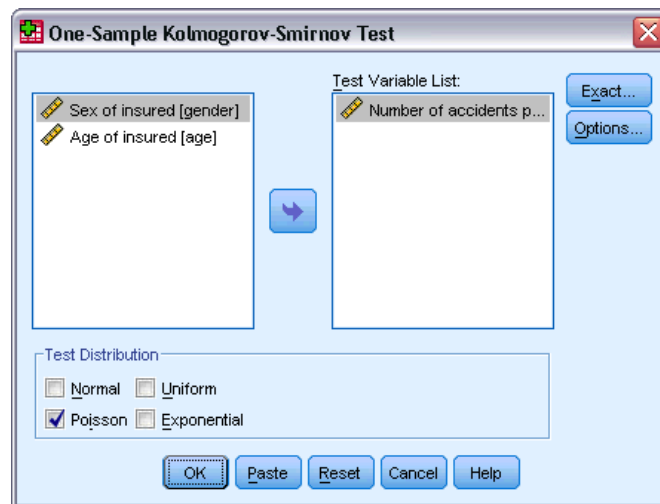 One-Sample Kolmogorov-Smirnov Test
Test Variable List:
Sex of insured [gender]
Age of insured [age]
Number of accidents p...
Exact...
Options...
Test Distribution
Normal Uniform
Poisson Exponential
OK Paste Reset Cancel Help